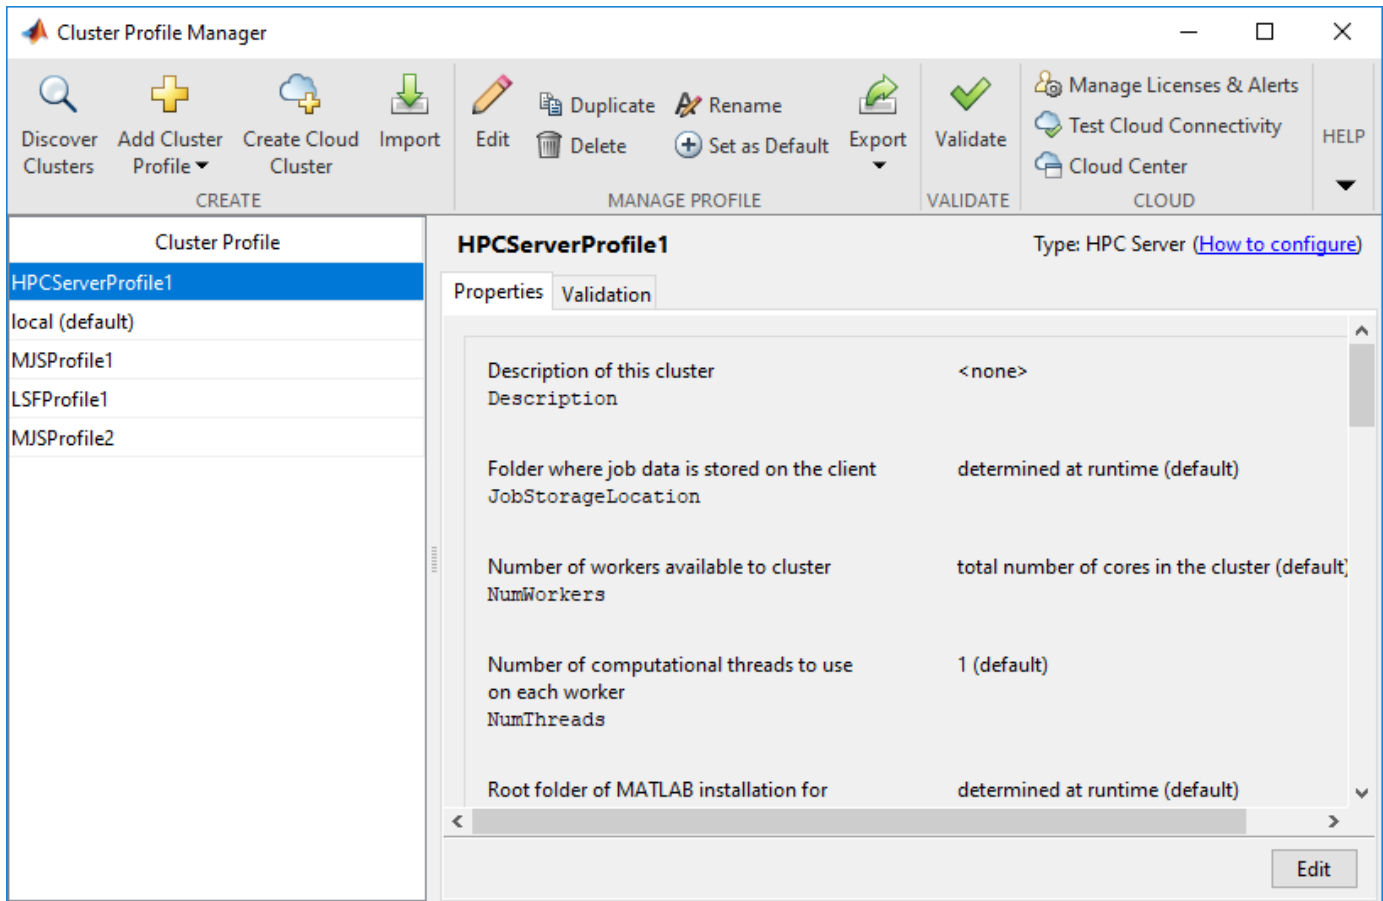 Cluster Profile Manager
Discover Clusters
Add Cluster Profile
Create Cloud Cluster
Import
CREATE
Edit
Duplicate
Rename
Delete
Set as Default
Export
MANAGE PROFILE
Validate
VALIDATE
Manage Licenses & Alerts
Test Cloud Connectivity
Cloud Center
CLOUD
HELP
Cluster Profile
HPCServerProfile1
local (default)
MJSProfile1
LSFProfile1
MJSProfile2
HPCServerProfile1
Type: HPC Server (How to configure)
Properties
Validation
Description of this cluster
Description
<none>
Folder where job data is stored on the client
JobStorageLocation
determined at runtime (default)
Number of workers available to cluster
NumWorkers
total number of cores in the cluster (default)
Number of computational threads to use
on each worker
NumThreads
1 (default)
Root folder of MATLAB installation for
determined at runtime (default)
Edit